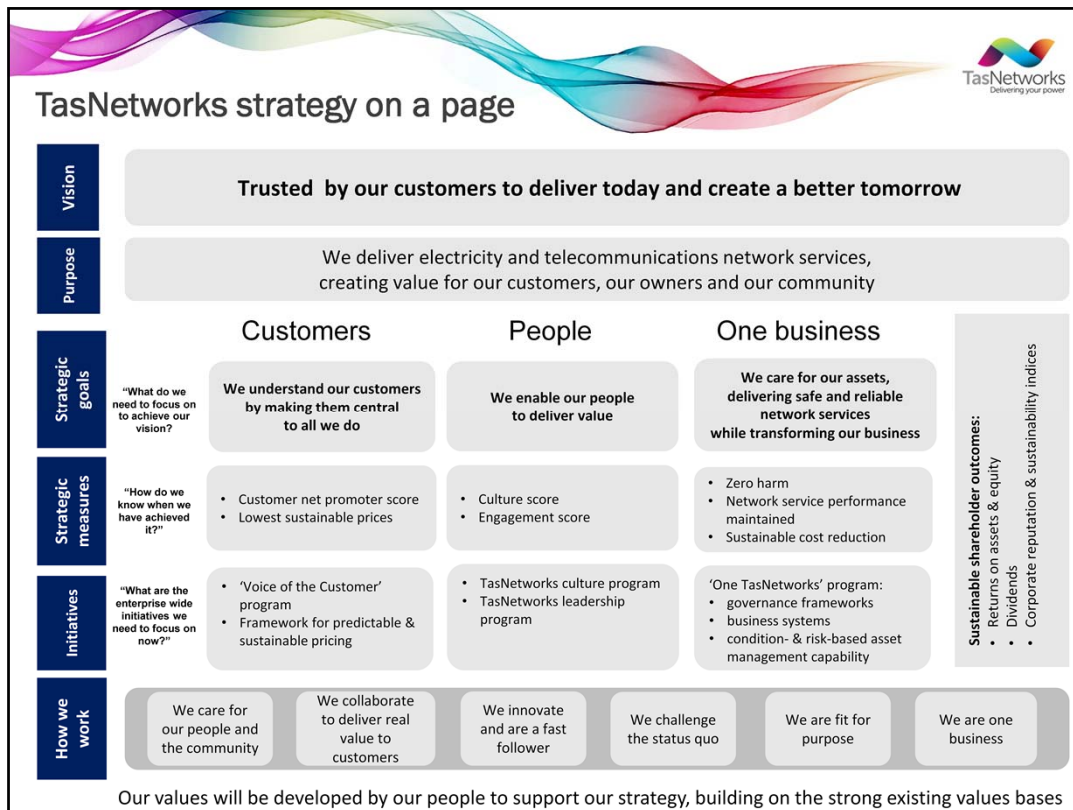 TasNetworks
Delivering your power
TasNetworks strategy on a page
Vision
Trusted by our customers to deliver today and create a better tomorrow
Purpose
We deliver electricity and telecommunications network services,
creating value for our customers, our owners and our community
Customers
People
One business
Strategic
goals
“What do we
need to focus on
to achieve our
vision?
We understand our customers
by making them central
to all we do
We enable our people
to deliver value
We care for our assets,
delivering safe and reliable
network services
while transforming our business
Strategic
measures
“How do we
know when we
have achieved
it?”
• Customer net promoter score
• Lowest sustainable prices
• Culture score
• Engagement score
• Zero harm
• Network service performance
maintained
• Sustainable cost reduction
Initiatives
“What are the
enterprise wide
initiatives we
need to focus on
now?”
• ‘Voice of the Customer’
program
• Framework for predictable &
sustainable pricing
• TasNetworks culture program
• TasNetworks leadership
program
‘One TasNetworks’ program:
• governance frameworks
• business systems
• condition- & risk-based asset
management capability
Sustainable shareholder outcomes:
• Returns on assets & equity
• Dividends
• Corporate reputation & sustainability indices
How we
work
We care for
our people and
the community
We collaborate
to deliver real
value to
customers
We innovate
and are a fast
follower
We challenge
the status quo
We are fit for
purpose
We are one
business
Our values will be developed by our people to support our strategy, building on the strong existing values bases